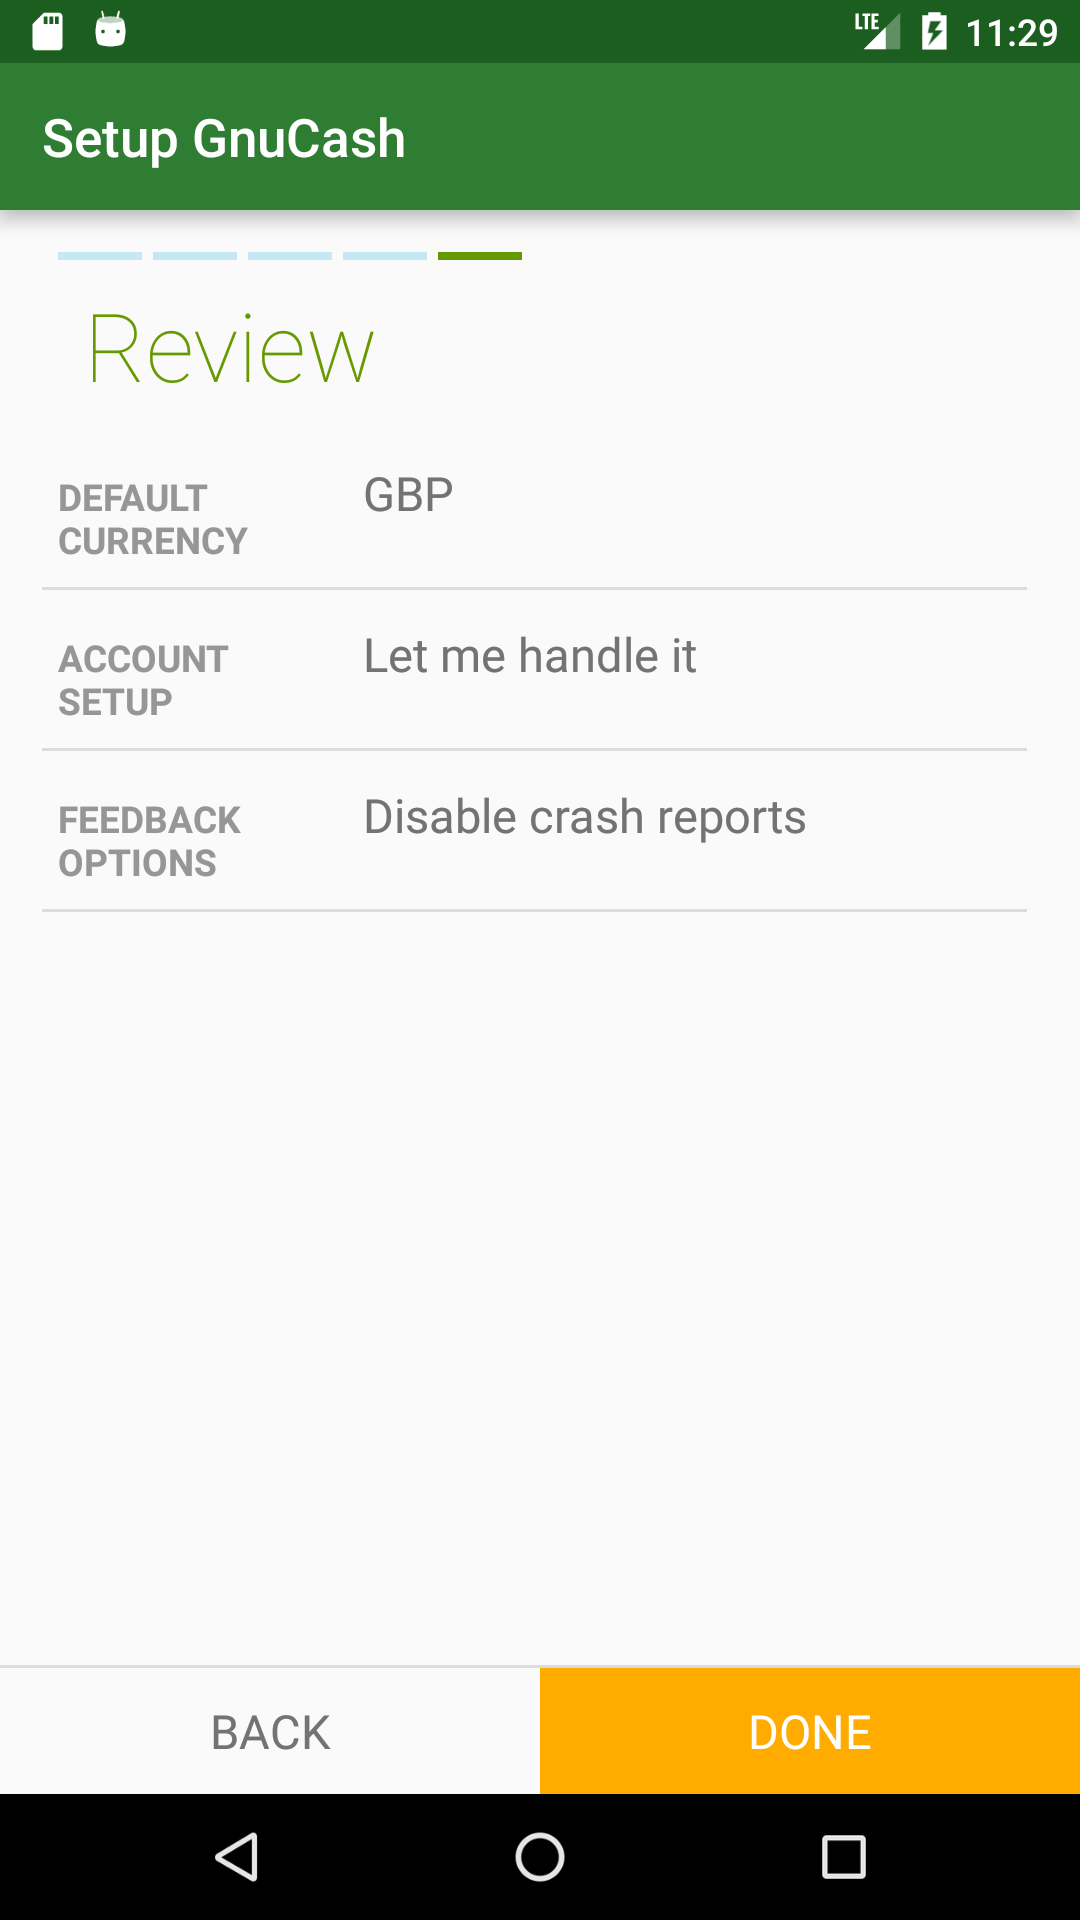 LTE 11:29
Setup GnuCash
Review
DEFAULT
CURRENCY
GBP
ACCOUNT
SETUP
Let me handle it
FEEDBACK
OPTIONS
Disable crash reports
BACK
DONE